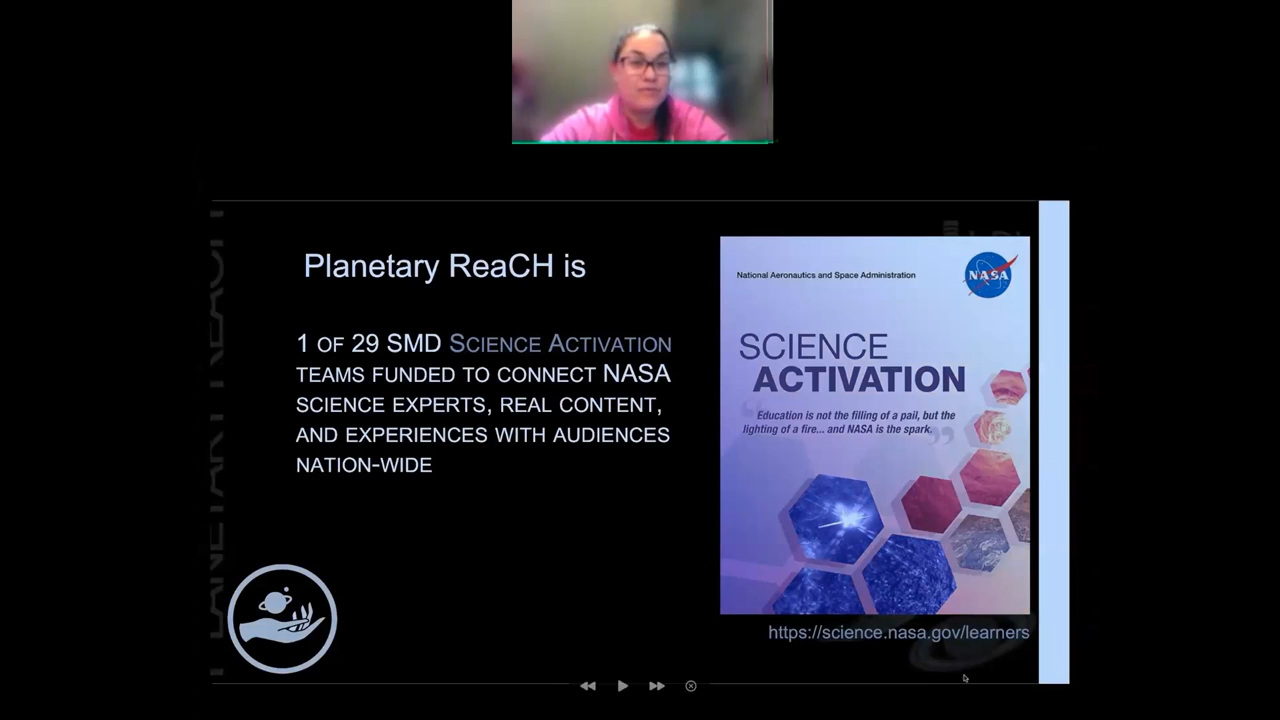 Planetary ReaCH is
1 OF 29 SMD SCIENCE ACTIVATION
TEAMS FUNDED TO CONNECT NASA
SCIENCE EXPERTS, REAL CONTENT,
AND EXPERIENCES WITH AUDIENCES
NATION-WIDE
National Aeronautics and Space Administration
NASA
SCIENCE
ACTIVATION
“Education is not the filling of a pail, but the
lighting of a fire... and NASA is the spark.”
https://science.nasa.gov/learners
PLANETARY REACH